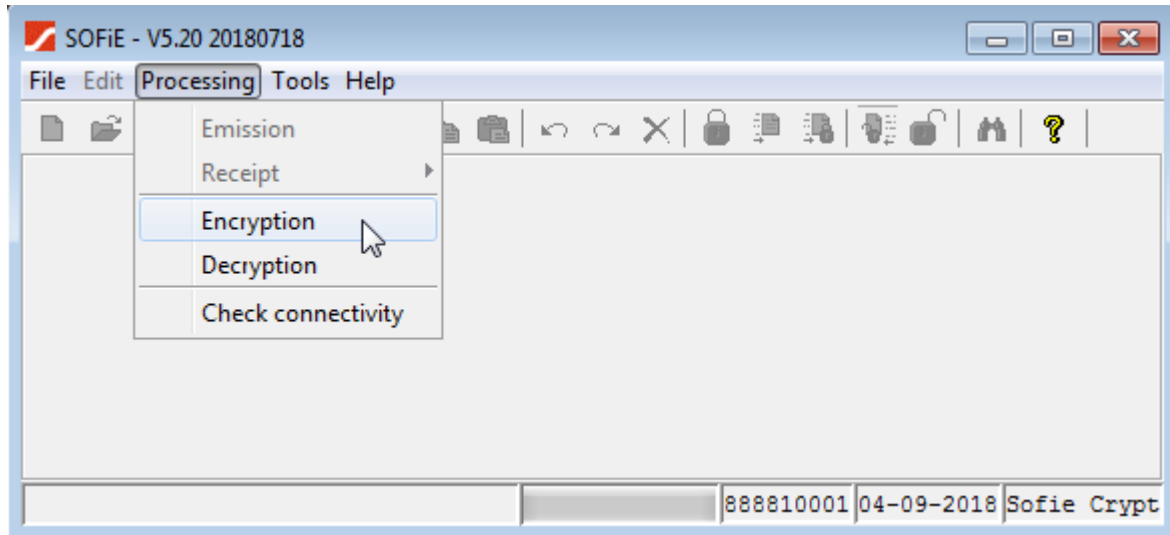 SOFiE - V5.20 20180718
File Edit Processing Tools Help
Emission
Receipt
Encryption
Decryption
Check connectivity
888810001 04-09-2018 Sofie Crypt